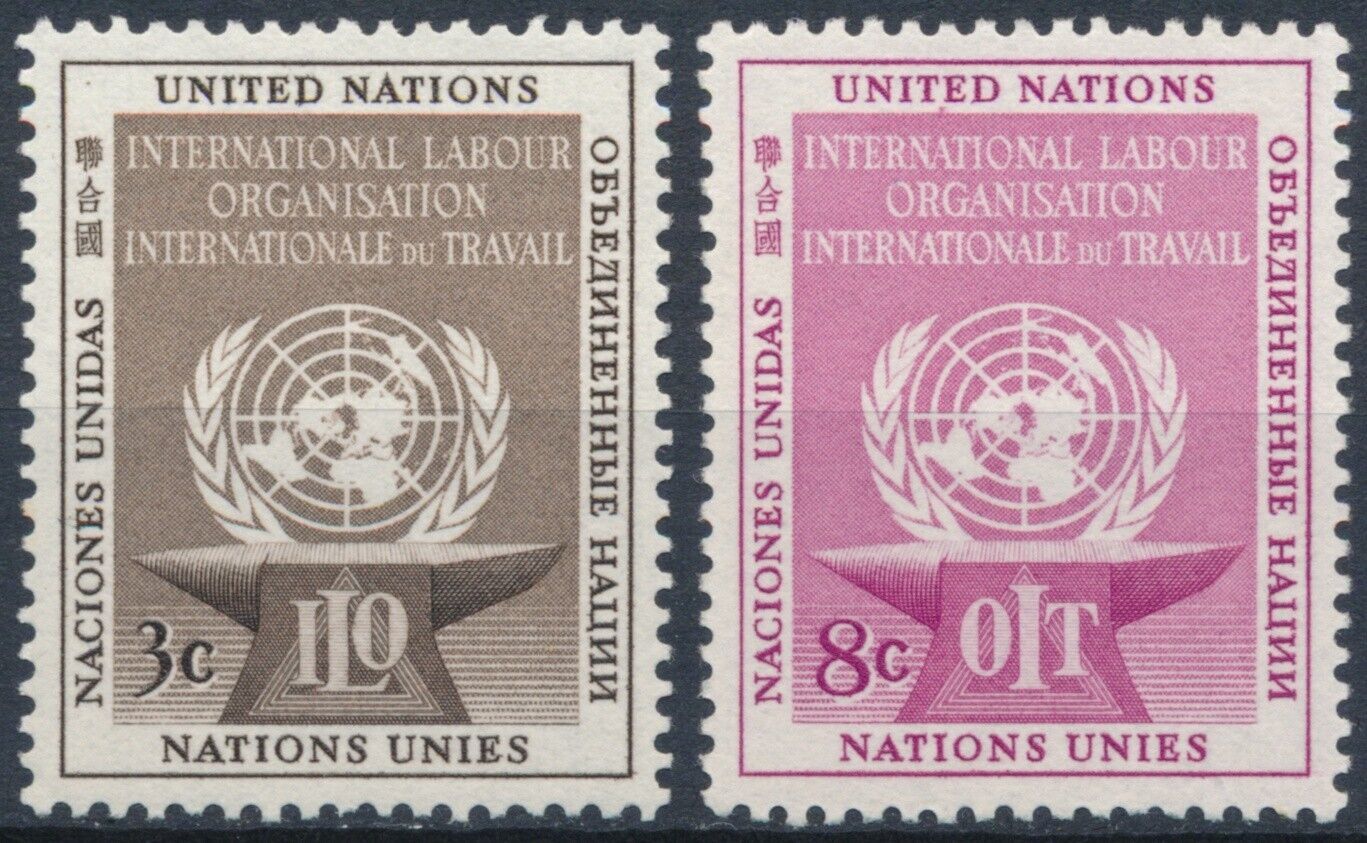 UNITED NATIONS
INTERNATIONAL LABOUR
ORGANISATION
INTERNATIONALE DU TRAVAIL
聯合國
NACIONES UNIDAS
ОБЪЕДИНЕННЫЕ НАЦИИ
3c
ILO
NATIONS UNIES
UNITED NATIONS
INTERNATIONAL LABOUR
ORGANISATION
INTERNATIONALE DU TRAVAIL
聯合國
NACIONES UNIDAS
ОБЪЕДИНЕННЫЕ НАЦИИ
8c
OIT
NATIONS UNIES